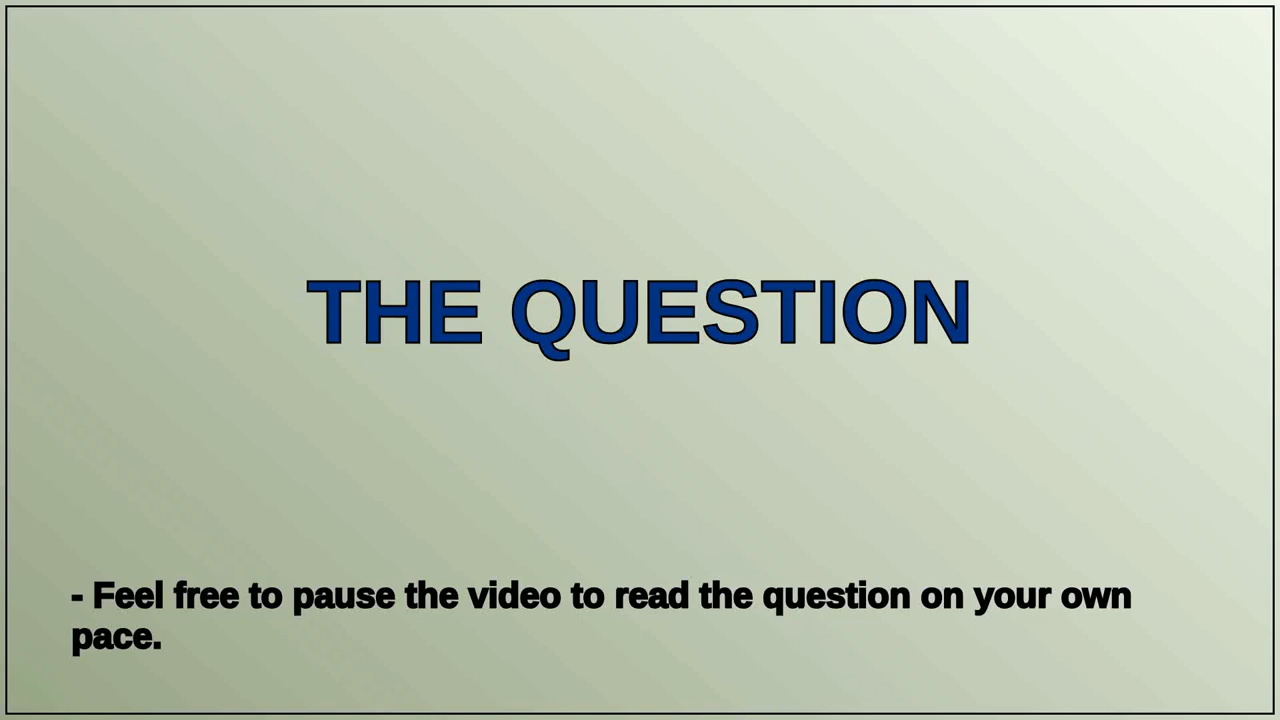 THE QUESTION
- Feel free to pause the video to read the question on your own
pace.